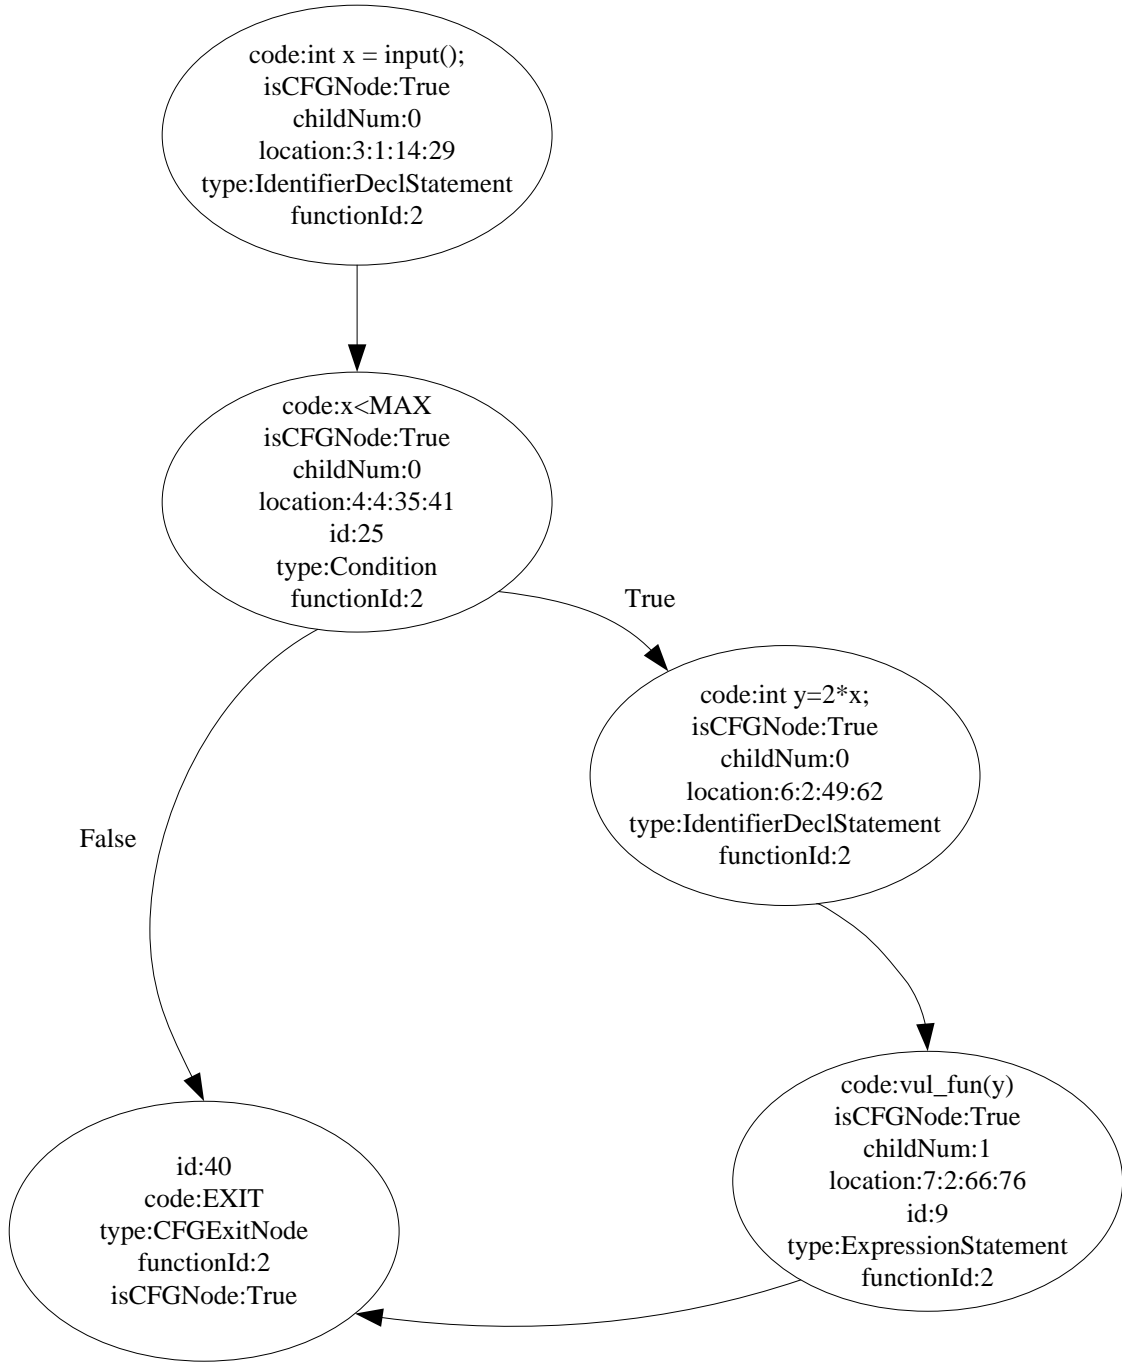 code:int x = input();
isCFGNode:True
childNum:0
location:3:1:14:29
type:IdentifierDeclStatement
functionId:2
code:x<MAX
isCFGNode:True
childNum:0
location:4:4:35:41
id:25
type:Condition
functionId:2
True
code:int y=2*x;
isCFGNode:True
childNum:0
location:6:2:49:62
type:IdentifierDeclStatement
functionId:2
False
code:vul_fun(y)
isCFGNode:True
childNum:1
location:7:2:66:76
id:9
type:ExpressionStatement
functionId:2
id:40
code:EXIT
type:CFGExitNode
functionId:2
isCFGNode:True